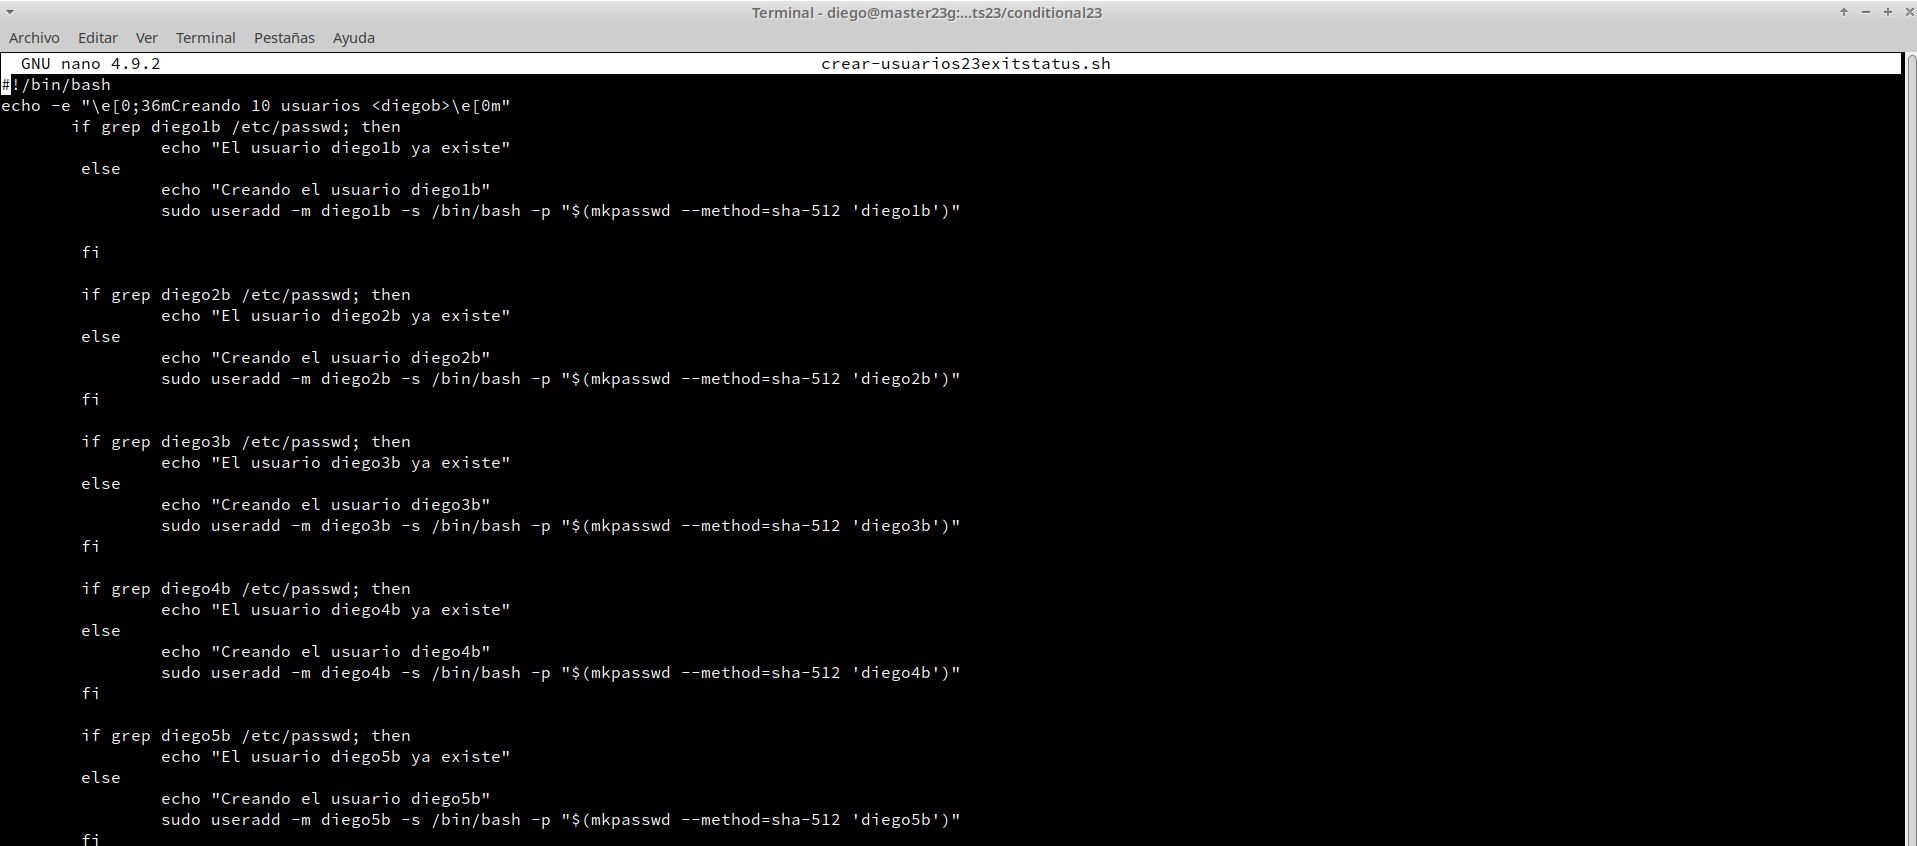 Terminal - diego@master23g:...ts23/conditional23
Archivo Editar Ver Terminal Pestañas Ayuda
GNU nano 4.9.2 crear-usuarios23exitstatus.sh
#!/bin/bash
echo -e "\e[0;36mCreando 10 usuarios <diegob>\e[0m"
if grep diego1b /etc/passwd; then
echo "El usuario diego1b ya existe"
else
echo "Creando el usuario diego1b"
sudo useradd -m diego1b -s /bin/bash -p "$(mkpasswd --method=sha-512 'diego1b')"
fi
if grep diego2b /etc/passwd; then
echo "El usuario diego2b ya existe"
else
echo "Creando el usuario diego2b"
sudo useradd -m diego2b -s /bin/bash -p "$(mkpasswd --method=sha-512 'diego2b')"
fi
if grep diego3b /etc/passwd; then
echo "El usuario diego3b ya existe"
else
echo "Creando el usuario diego3b"
sudo useradd -m diego3b -s /bin/bash -p "$(mkpasswd --method=sha-512 'diego3b')"
fi
if grep diego4b /etc/passwd; then
echo "El usuario diego4b ya existe"
else
echo "Creando el usuario diego4b"
sudo useradd -m diego4b -s /bin/bash -p "$(mkpasswd --method=sha-512 'diego4b')"
fi
if grep diego5b /etc/passwd; then
echo "El usuario diego5b ya existe"
else
echo "Creando el usuario diego5b"
sudo useradd -m diego5b -s /bin/bash -p "$(mkpasswd --method=sha-512 'diego5b')"
fi